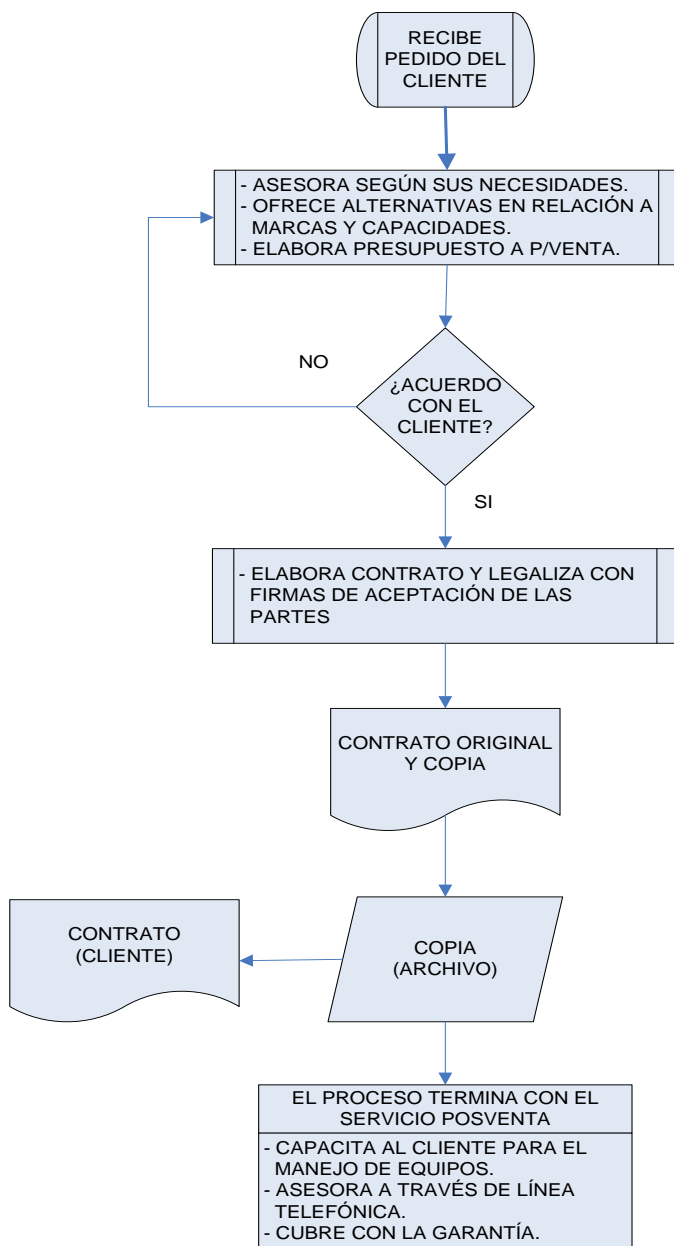 RECIBE
PEDIDO DEL
CLIENTE
- ASESORA SEGÚN SUS NECESIDADES.
- OFRECE ALTERNATIVAS EN RELACIÓN A
MARCAS Y CAPACIDADES.
- ELABORA PRESUPUESTO A P/VENTA.
NO
¿ACUERDO
CON EL
CLIENTE?
SI
- ELABORA CONTRATO Y LEGALIZA CON
FIRMAS DE ACEPTACIÓN DE LAS
PARTES
CONTRATO ORIGINAL
Y COPIA
CONTRATO
(CLIENTE)
COPIA
(ARCHIVO)
EL PROCESO TERMINA CON EL
SERVICIO POSVENTA
- CAPACITA AL CLIENTE PARA EL
MANEJO DE EQUIPOS.
- ASESORA A TRAVÉS DE LÍNEA
TELEFÓNICA.
- CUBRE CON LA GARANTÍA.